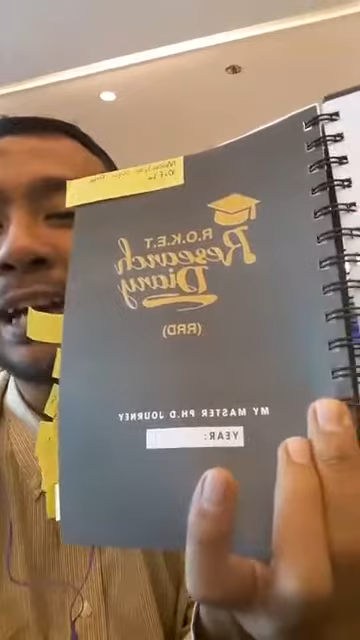 R.O.K.E.T
Research
Diary
(RRD)
MY MASTER PH.D JOURNEY
YEAR: